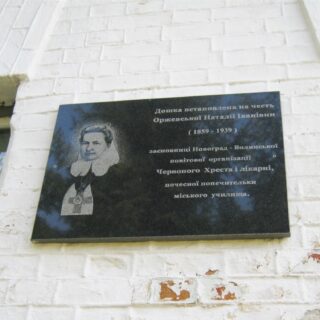 Дошка встановлена на честь
Оржевської Наталії Іванівни
( 1859 - 1939 )
засновниці Новоград - Волинської
повітової організації "
Червоного Хреста і лікарні,
почесної попечительки
міського училища.